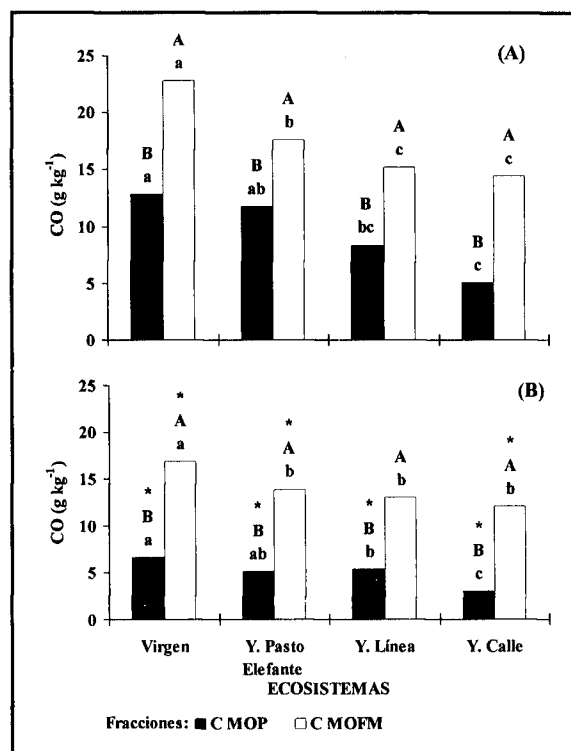 (A)
25
20
15
10
5
0
CO (g kg⁻¹)
A
a
B
a
A
b
B
ab
A
c
B
bc
A
c
B
c
(B)
25
20
15
10
5
0
CO (g kg⁻¹)
*
A
a
*
B
a
*
A
b
*
B
ab
A
b
*
B
b
*
A
b
*
B
c
Virgen Y. Pasto Y. Línea Y. Calle
Elefante
ECOSISTEMAS
Fracciones: C MOP C MOFM